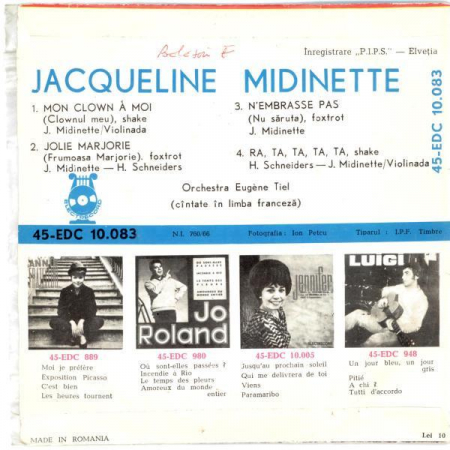 Inregistrare „P.I.P.S." — Elveția
JACQUELINE MIDINETTE
1. MON CLOWN À MOI
(Clownul meu), shake
J. Midinette/Violinada
2. JOLIE MARJORIE
(Frumoasa Marjorie), foxtrot
J. Midinette — H. Schneiders
3. N'EMBRASSE PAS
(Nu săruta), foxtrot
J. Midinette
4. RA, TA, TA, TA, TA, shake
H. Schneiders — J. Midinette/Violinada
Orchestra Eugène Tiel
(cîntate în limba franceză)
45-EDC 10.083
45-EDC 10.083
Fotografia: Ion Petcu
Tiparul: I.P.F. Timbre
Jo
Roland
jennifer
LUIGI
45-EDC 889
Moi je préfère
Exposition Picasso
C'est bien
Les heures tournent
45-EDC 980
Où sont-elles passées ?
Incendie à Rio
Le temps des pleurs
Amoreux du monde
entier
45-EDC 10.005
Jusqu'au prochain soleil
Qui me delivrera de toi
Viens
Paramaribo
45-EDC 948
Un jour bleu, un jour
gris
Pitié
A chi ?
Tutti d'accordo
MADE IN ROMANIA
Lei 10